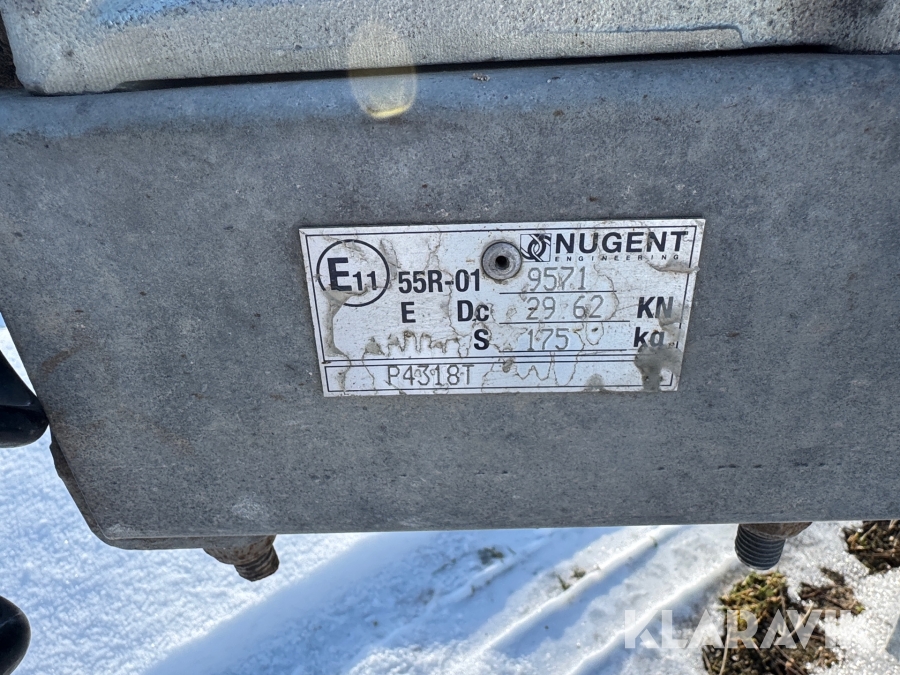 NUGENT
ENGINEERING
E11 55R-01 9571
E Dc 29 62 KN
S 175 kg
P4318T
KLARAVIK